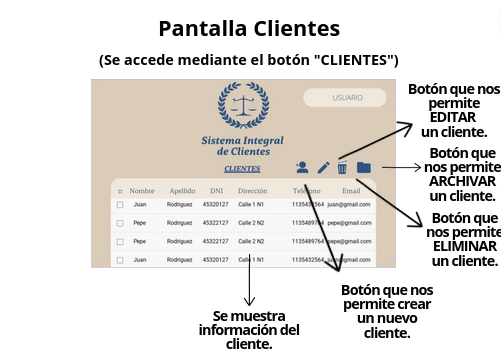 Pantalla Clientes
(Se accede mediante el botón "CLIENTES")
USUARIO
Sistema Integral
de Clientes
CLIENTES
Nombre Apellido DNI Dirección Teléfono Email
Juan Rodriguez 45320127 Calle 1 N1 1135432564 juan@gmail.com
Pepe Rodriguez 45322127 Calle 2 N2 1135489764 pepe@gmail.com
Pepe Rodriguez 45322127 Calle 2 N2 1135489764 pepe@gmail.com
Juan Rodriguez 45320127 Calle 1 N1 1135432564 juan@gmail.com
Botón que nos
permite
EDITAR
un cliente.
Botón que
nos permite
ARCHIVAR
un cliente.
Botón que
nos permite
ELIMINAR
un cliente.
Se muestra
información del
cliente.
Botón que nos
permite crear
un nuevo
cliente.